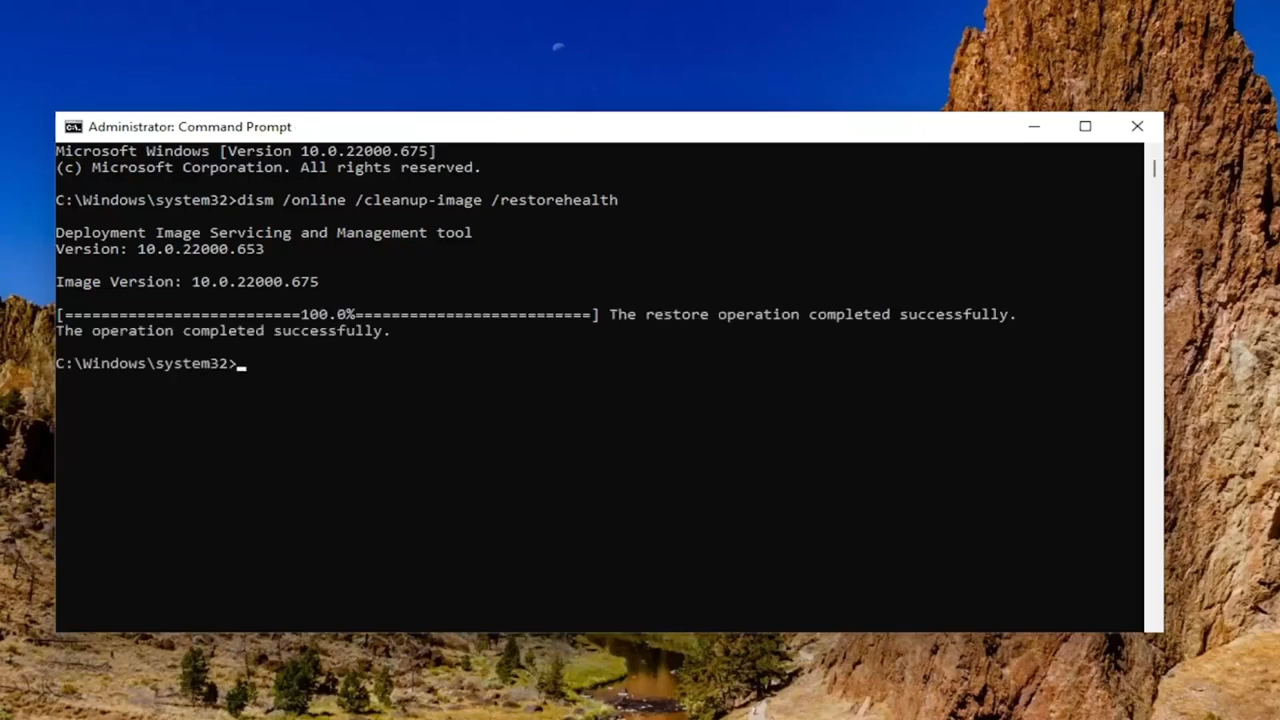 Administrator: Command Prompt
Microsoft Windows [Version 10.0.22000.675]
(c) Microsoft Corporation. All rights reserved.
C:\Windows\system32>dism /online /cleanup-image /restorehealth
Deployment Image Servicing and Management tool
Version: 10.0.22000.653
Image Version: 10.0.22000.675
[==========================100.0%==========================] The restore operation completed successfully.
The operation completed successfully.
C:\Windows\system32>